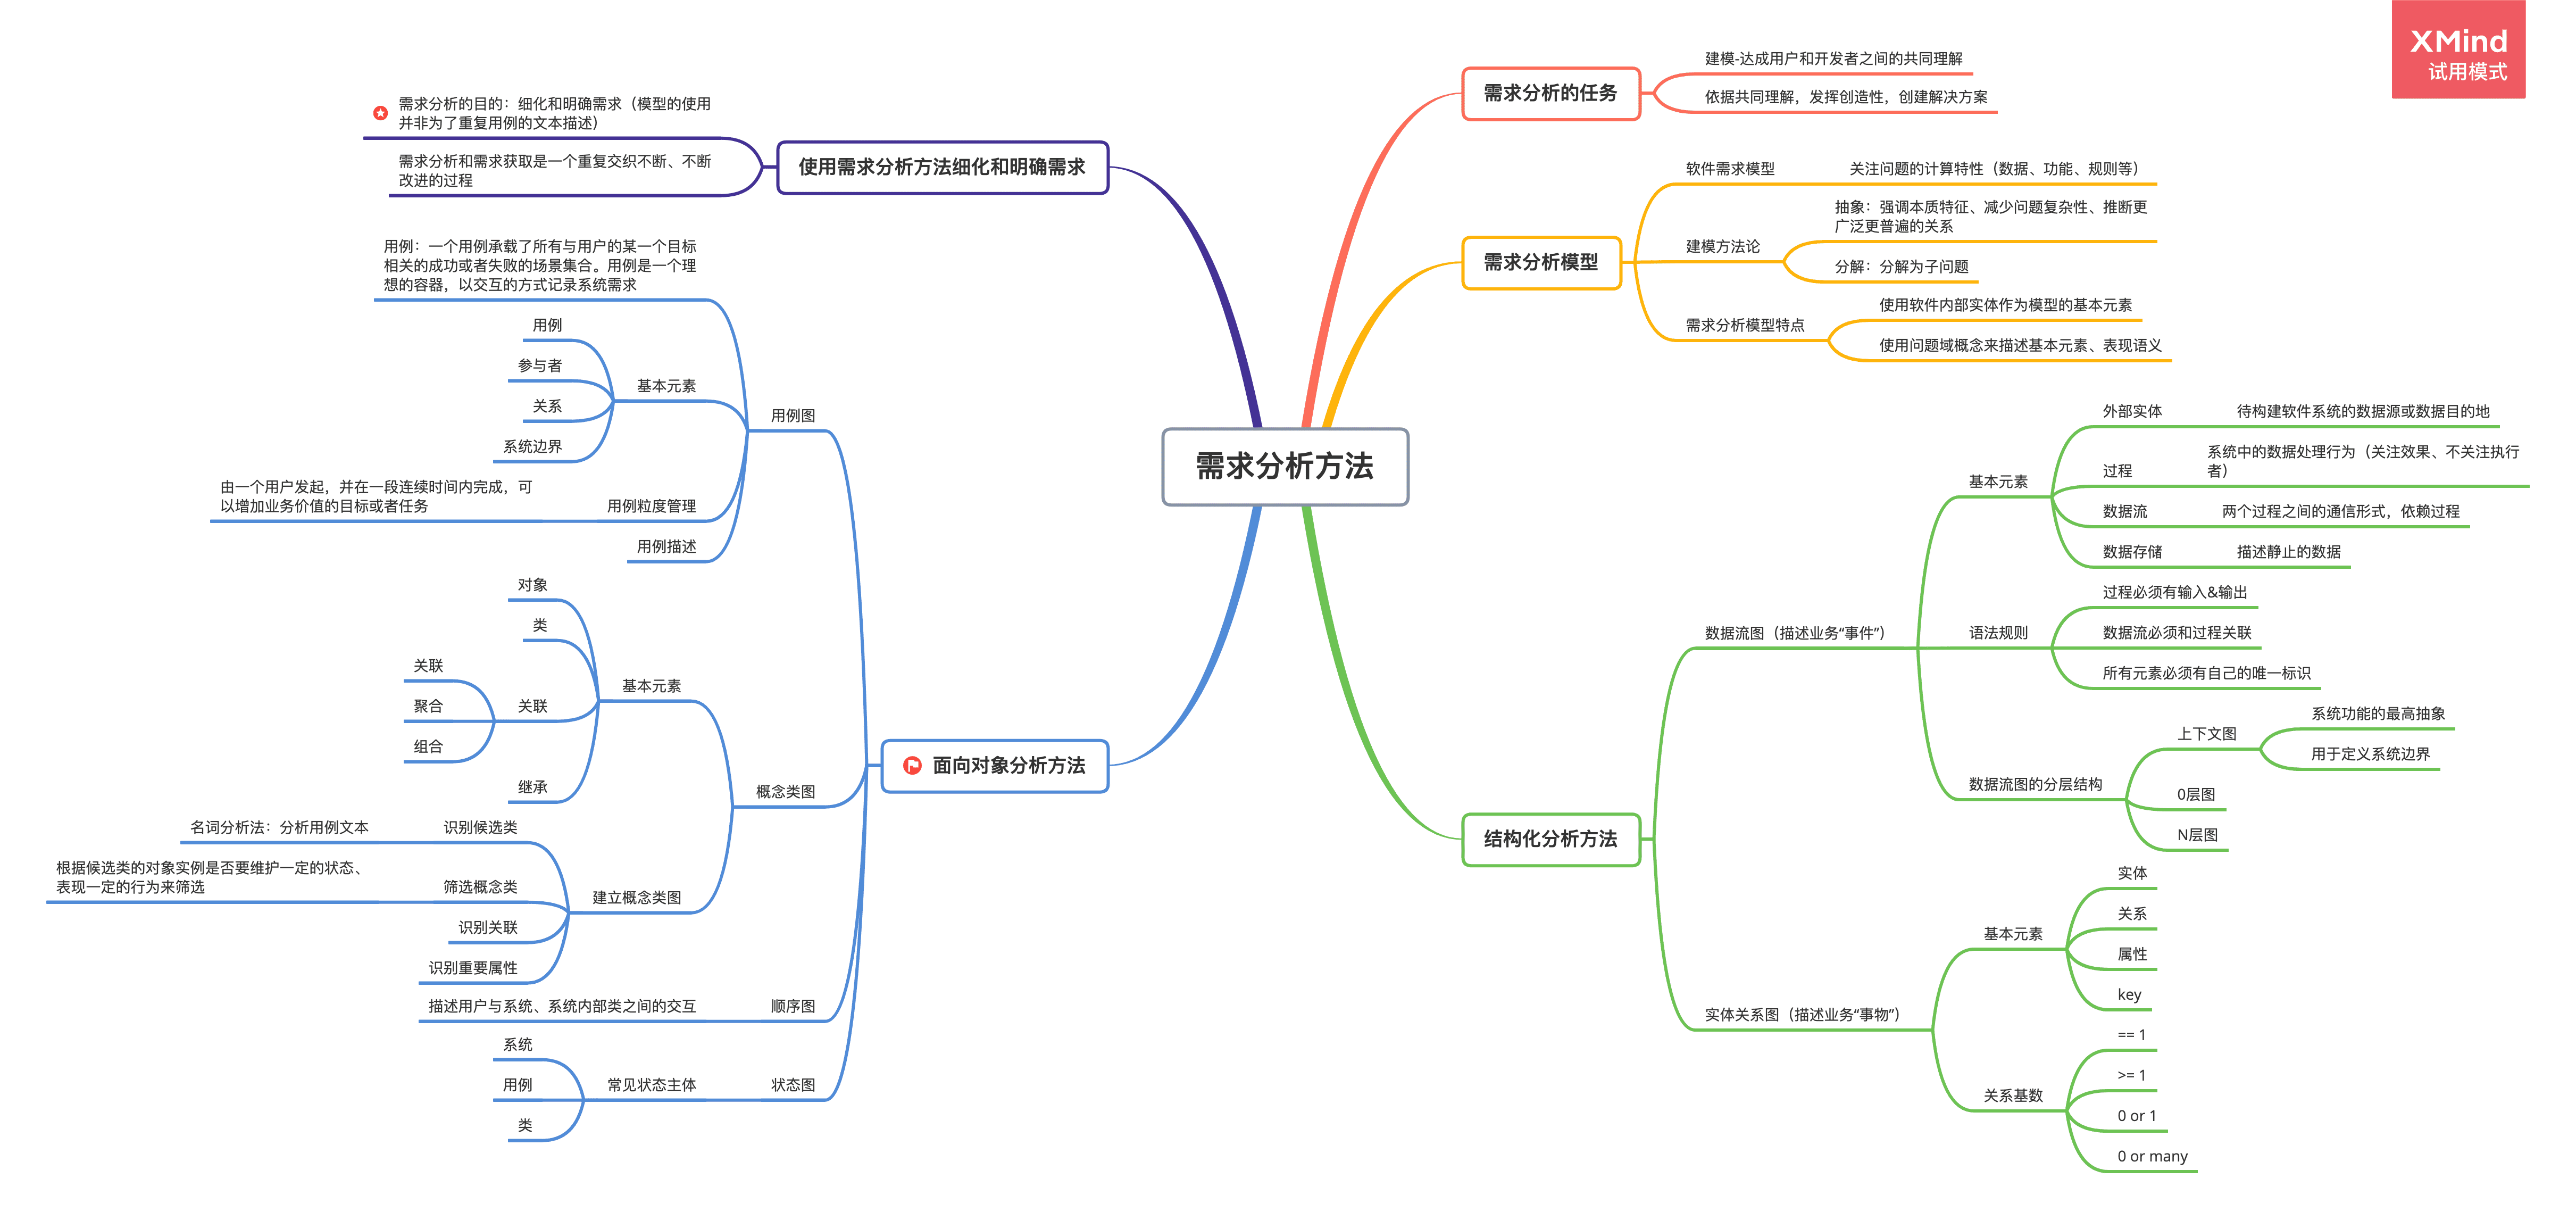 XMind
试用模式
需求分析方法
需求分析的任务
建模-达成用户和开发者之间的共同理解
依据共同理解，发挥创造性，创建解决方案
需求分析模型
软件需求模型
关注问题的计算特性（数据、功能、规则等）
建模方法论
抽象：强调本质特征、减少问题复杂性、推断更
广泛更普遍的关系
分解：分解为子问题
需求分析模型特点
使用软件内部实体作为模型的基本元素
使用问题域概念来描述基本元素、表现语义
结构化分析方法
数据流图（描述业务“事件”）
基本元素
外部实体
待构建软件系统的数据源或数据目的地
过程
系统中的数据处理行为（关注效果、不关注执行
者）
数据流
两个过程之间的通信形式，依赖过程
数据存储
描述静止的数据
语法规则
过程必须有输入&输出
数据流必须和过程关联
所有元素必须有自己的唯一标识
数据流图的分层结构
上下文图
系统功能的最高抽象
用于定义系统边界
0层图
N层图
实体关系图（描述业务“事物”）
基本元素
实体
关系
属性
key
关系基数
== 1
>= 1
0 or 1
0 or many
使用需求分析方法细化和明确需求
需求分析的目的：细化和明确需求（模型的使用
并非为了重复用例的文本描述）
需求分析和需求获取是一个重复交织不断、不断
改进的过程
面向对象分析方法
用例图
用例：一个用例承载了所有与用户的某一个目标
相关的成功或者失败的场景集合。用例是一个理
想的容器，以交互的方式记录系统需求
基本元素
用例
参与者
关系
系统边界
用例粒度管理
由一个用户发起，并在一段连续时间内完成，可
以增加业务价值的目标或者任务
用例描述
概念类图
基本元素
对象
类
关联
关联
聚合
组合
继承
建立概念类图
识别候选类
名词分析法：分析用例文本
筛选概念类
根据候选类的对象实例是否要维护一定的状态、
表现一定的行为来筛选
识别关联
识别重要属性
顺序图
描述用户与系统、系统内部类之间的交互
状态图
常见状态主体
系统
用例
类